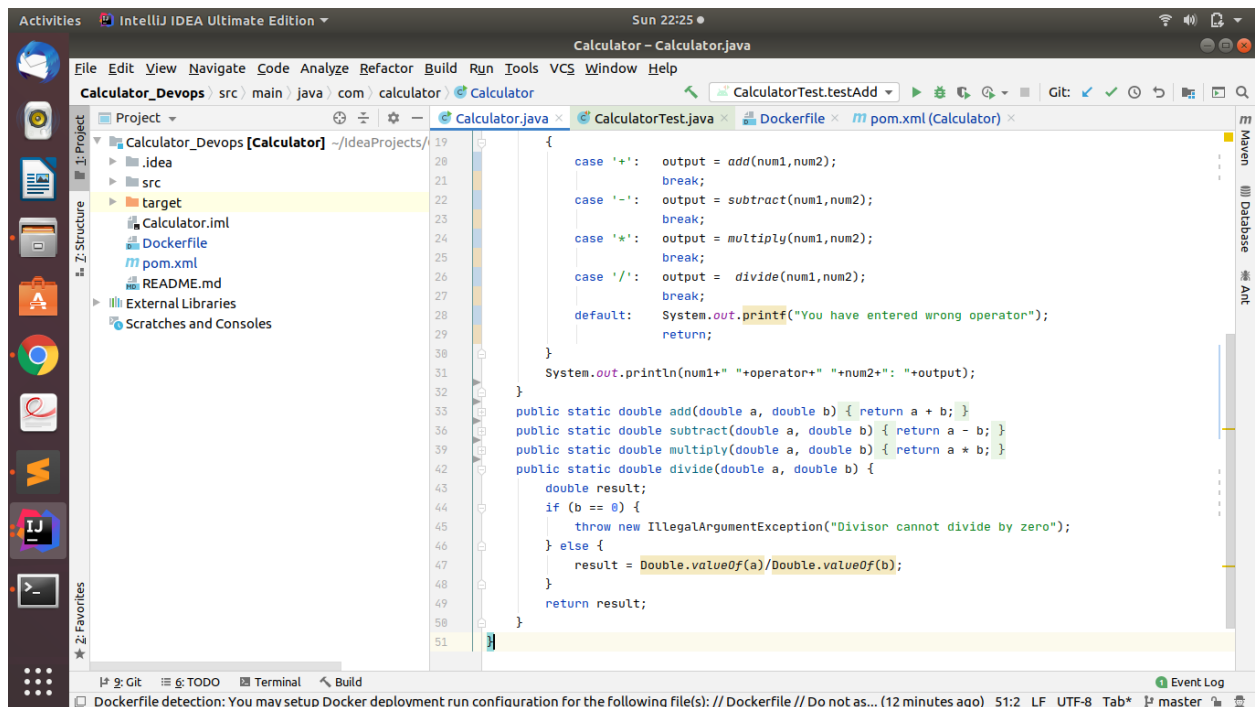 Activities IntelliJ IDEA Ultimate Edition Sun 22:25
Calculator – Calculator.java
File Edit View Navigate Code Analyze Refactor Build Run Tools VCS Window Help
Calculator_Devops src main java com calculator Calculator CalculatorTest.testAdd Git:
Project Calculator.java CalculatorTest.java Dockerfile pom.xml (Calculator)
Calculator_Devops [Calculator] ~/IdeaProjects/
.idea
src
target
Calculator.iml
Dockerfile
pom.xml
README.md
External Libraries
Scratches and Consoles
1: Project
Z: Structure
2: Favorites
19 {
20 case '+': output = add(num1,num2);
21 break;
22 case '-': output = subtract(num1,num2);
23 break;
24 case '*': output = multiply(num1,num2);
25 break;
26 case '/': output =  divide(num1,num2);
27 break;
28 default: System.out.printf("You have entered wrong operator");
29 return;
30 }
31 System.out.println(num1+" "+operator+" "+num2+": "+output);
32 }
33 public static double add(double a, double b) { return a + b; }
36 public static double subtract(double a, double b) { return a - b; }
39 public static double multiply(double a, double b) { return a * b; }
42 public static double divide(double a, double b) {
43 double result;
44 if (b == 0) {
45 throw new IllegalArgumentException("Divisor cannot divide by zero");
46 } else {
47 result = Double.valueOf(a)/Double.valueOf(b);
48 }
49 return result;
50 }
51 }
Maven
Database
Ant
9: Git 6: TODO Terminal Build 1 Event Log
Dockerfile detection: You may setup Docker deployment run configuration for the following file(s): // Dockerfile // Do not as... (12 minutes ago) 51:2 LF UTF-8 Tab* master